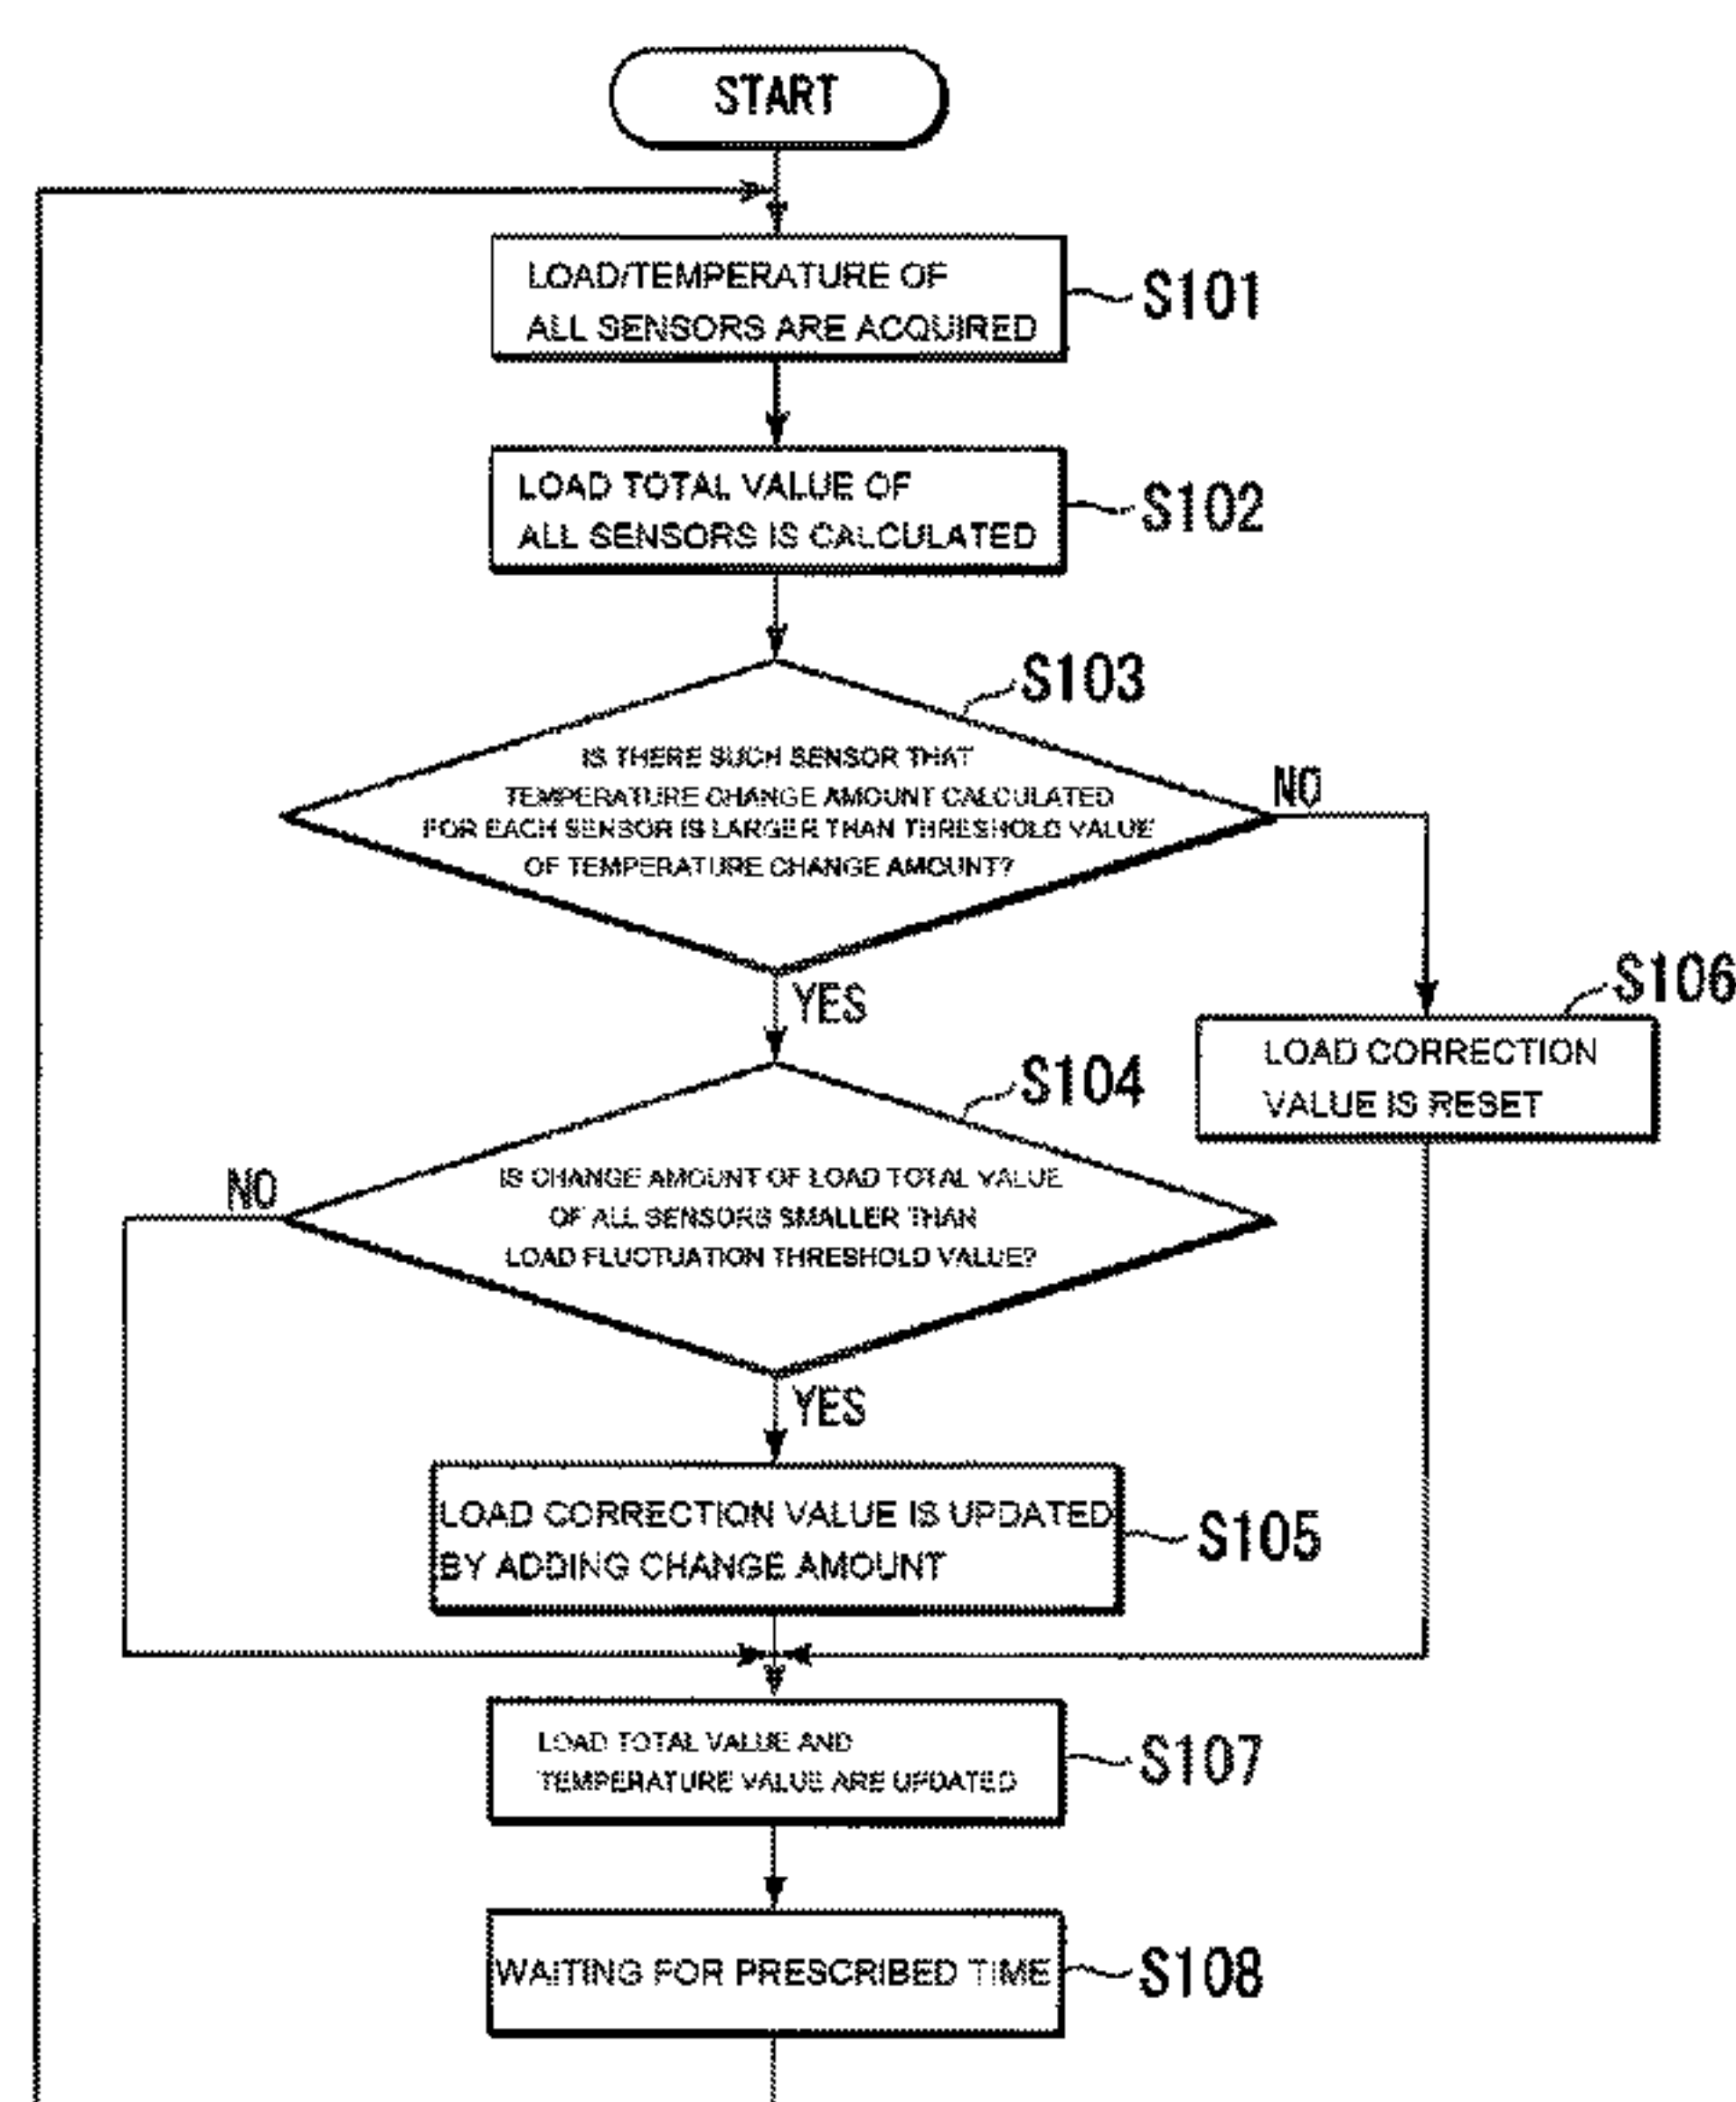 START
LOAD/TEMPERATURE OF
ALL SENSORS ARE ACQUIRED
S101
LOAD TOTAL VALUE OF
ALL SENSORS IS CALCULATED
S102
S103
IS THERE SUCH SENSOR THAT
TEMPERATURE CHANGE AMOUNT CALCULATED
FOR EACH SENSOR IS LARGER THAN THRESHOLD VALUE
OF TEMPERATURE CHANGE AMOUNT?
NO
YES
S106
LOAD CORRECTION
VALUE IS RESET
S104
IS CHANGE AMOUNT OF LOAD TOTAL VALUE
OF ALL SENSORS SMALLER THAN
LOAD FLUCTUATION THRESHOLD VALUE?
NO
YES
LOAD CORRECTION VALUE IS UPDATED
BY ADDING CHANGE AMOUNT
S105
LOAD TOTAL VALUE AND
TEMPERATURE VALUE ARE UPDATED
S107
WAITING FOR PRESCRIBED TIME
S108